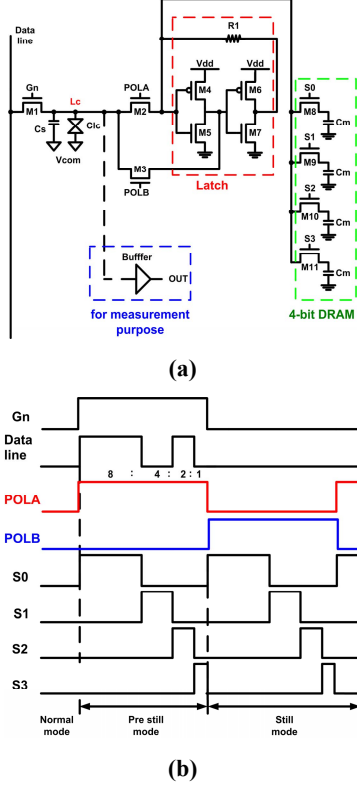 Data
line
R1
Vdd
Vdd
Gn
Lc
POLA
M4
M6
S0
M1
M2
M8
Cs
Clc
M5
M7
Cm
S1
Vcom
M3
Latch
M9
Cm
POLB
S2
Bufffer
M10
Cm
OUT
S3
for measurement
purpose
M11
Cm
4-bit DRAM
(a)
Gn
Data
line
8 : 4 : 2 : 1
POLA
POLB
S0
S1
S2
S3
Normal
mode
Pre still
mode
Still
mode
(b)